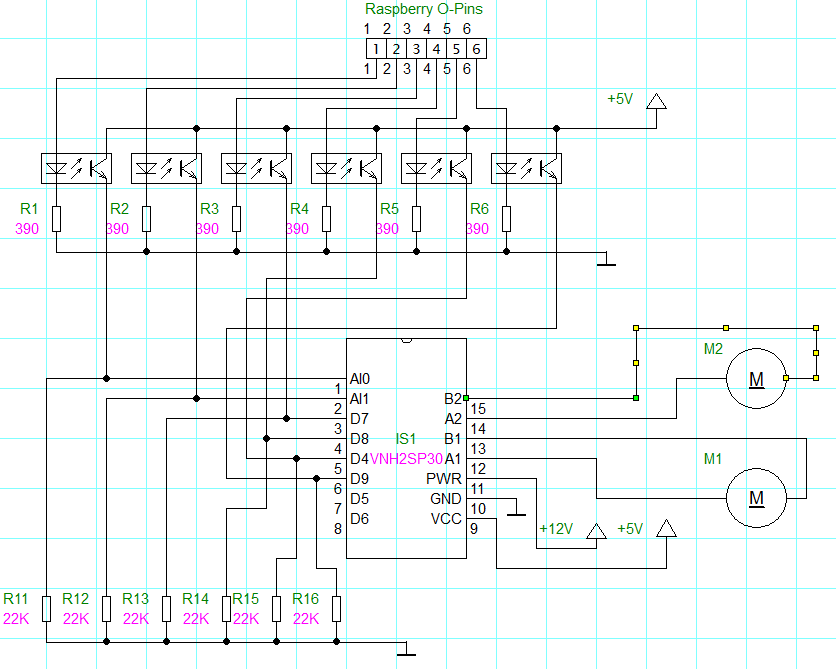 Raspberry O-Pins
1 2 3 4 5 6
1 2 3 4 5 6
1 2 3 4 5 6
+5V
R1 R2 R3 R4 R5 R6
390 390 390 390 390 390
M2
M
AI0
1
AI1 B2
2 15
D7 A2
3 14
D8 IS1 B1
4 13
D4 VNH2SP30 A1 M1
5 12
D9 PWR
6 11
D5 GND M
7 10
D6 VCC
8 9
+12V +5V
R11 R12 R13 R14 R15 R16
22K 22K 22K 22K 22K 22K